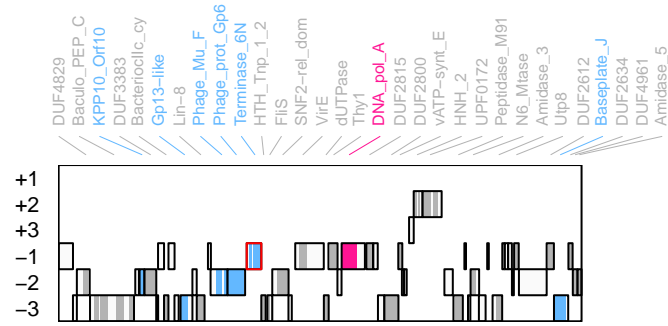 DUF4829
Baculo_PEP_C
KPP10_Orf10
DUF3383
Bacteriocllc_cy
Gp13-like
Lin-8
Phage_Mu_F
Phage_prot_Gp6
Terminase_6N
HTH_Tnp_1_2
FliS
SNF2-rel_dom
VirE
dUTPase
Thy1
DNA_pol_A
DUF2815
DUF2800
vATP-synt_E
HNH_2
UPF0172
Peptidase_M91
N6_Mtase
Amidase_3
Utp8
DUF2612
Baseplate_J
DUF2634
DUF4961
Amidase_5
+1
+2
+3
−1
−2
−3